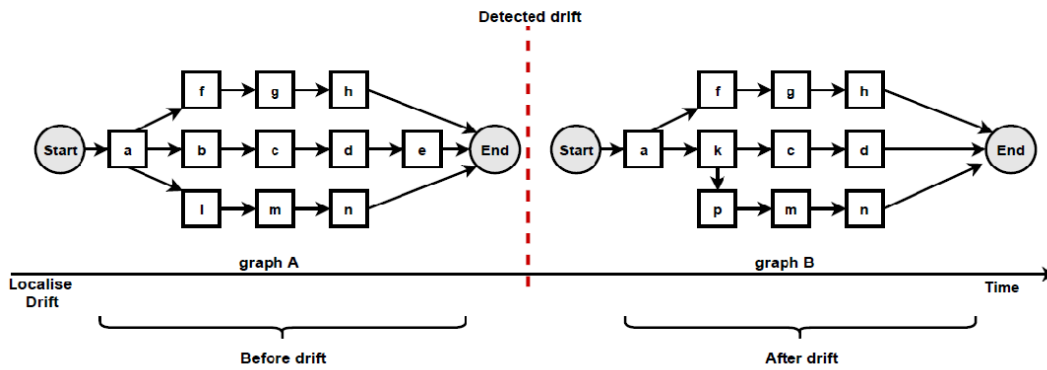 Detected drift
f g h
Start a b c d e End
l m n
f g h
Start a k c d End
p m n
graph A
graph B
Localise
Drift
Time
Before drift
After drift